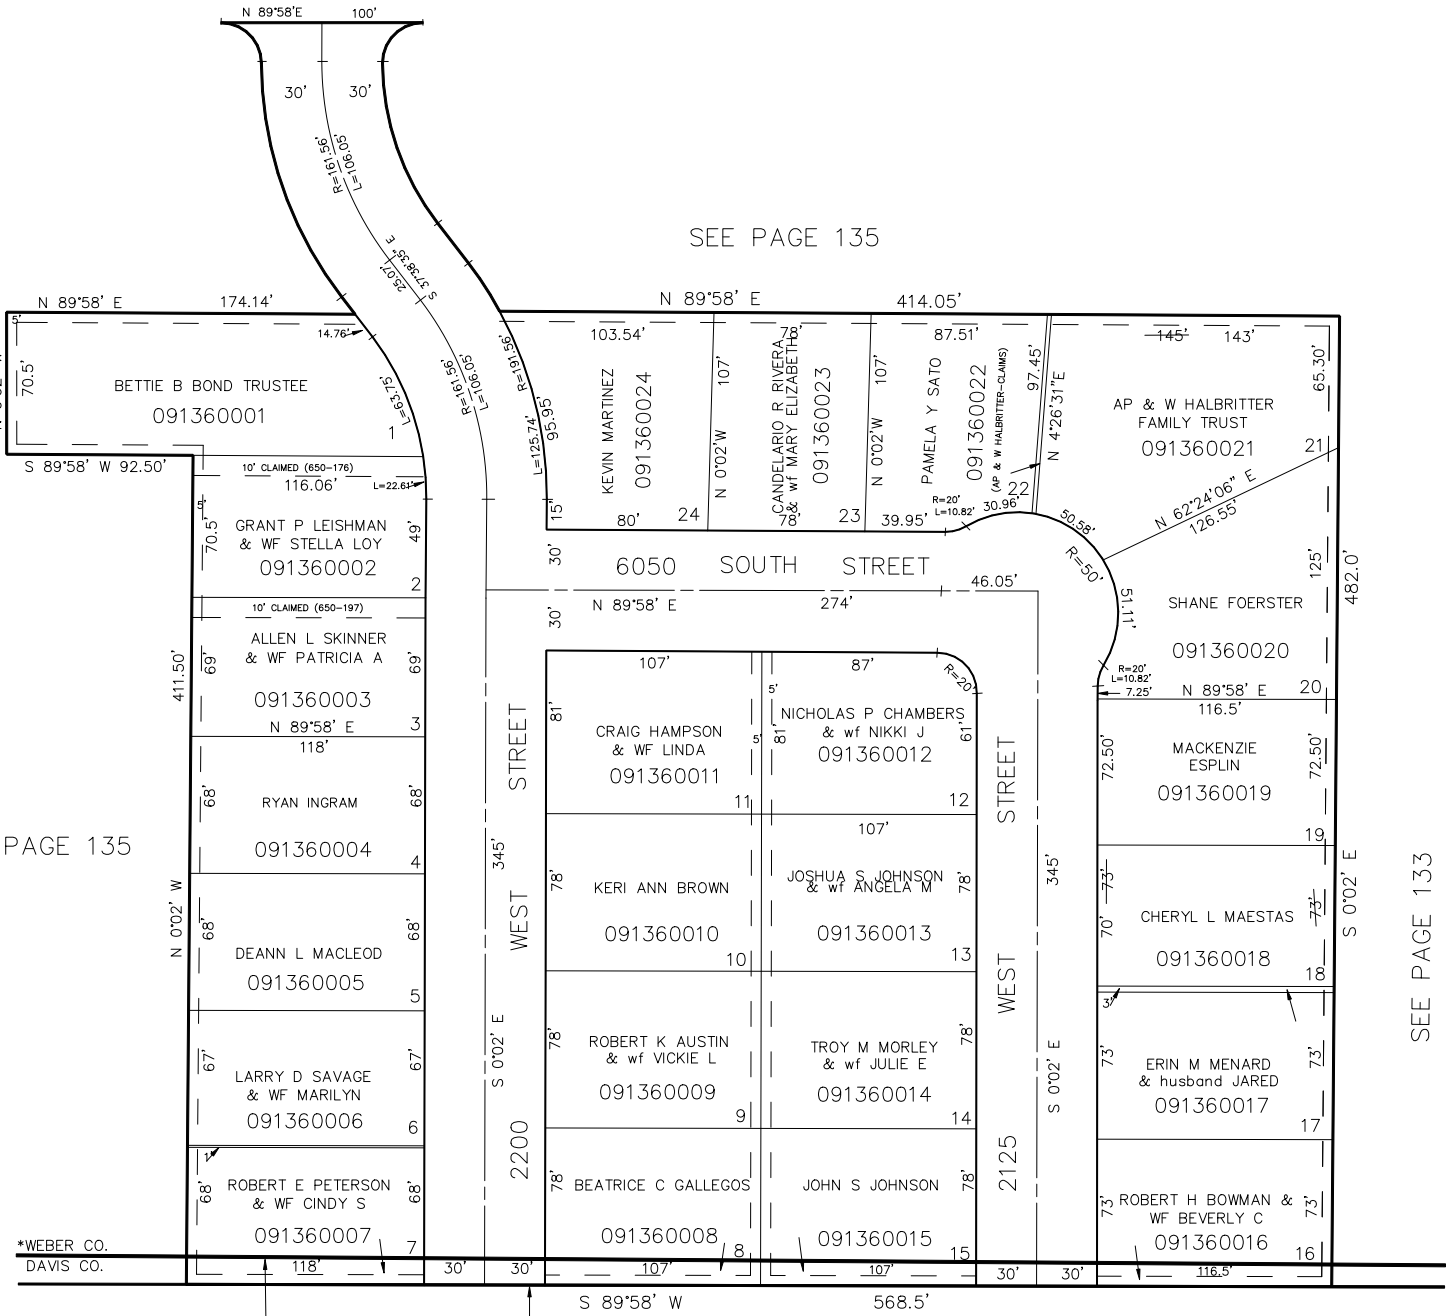 N 89°58'E 100'
30' 30'
R=161.56'
L=106.05'
S 37°38'35" E
25.07'
SEE PAGE 135
N 89°58' E 174.14'
N 89°58' E 414.05'
5'
70.5'
14.76'
L=63.75'
R=161.56'
L=106.05'
R=191.56'
L=125.74'
95.95'
BETTIE B BOND TRUSTEE
091360001
1
S 89°58' W 92.50'
103.54'
KEVIN MARTINEZ
091360024
80'
24
107'
N 0°02'W
78'
CANDELARIO R RIVERA
& wf MARY ELIZABETH
091360023
78'
23
107'
N 0°02'W
87.51'
PAMELA Y SATO
091360022
(AP & W HALBRITTER-CLAIMS)
22
39.95'
R=20'
L=10.82'
30.96'
97.45'
N 4°26'31"E
145' 143'
65.30'
AP & W HALBRITTER
FAMILY TRUST
091360021
21
N 62°24'06" E
126.55'
50.58'
R=50'
51.11'
10' CLAIMED (650-176)
116.06'
L=22.61'
5'
70.5'
49'
GRANT P LEISHMAN
& WF STELLA LOY
091360002
2
15'
30'
30'
6050 SOUTH STREET
46.05'
N 89°58' E 274'
125'
482.0'
SHANE FOERSTER
091360020
20
R=20'
L=10.82'
7.25'
N 89°58' E
116.5'
10' CLAIMED (650-197)
ALLEN L SKINNER
& WF PATRICIA A
69' 69'
411.50'
091360003
3
N 89°58' E
118'
107'
81'
CRAIG HAMPSON
& WF LINDA
091360011
11
5'
5'
87'
R=20'
81'
61'
NICHOLAS P CHAMBERS
& wf NIKKI J
091360012
12
107'
72.50' 72.50'
MACKENZIE
ESPLIN
091360019
19
68' 68'
RYAN INGRAM
091360004
4
PAGE 135
345'
78'
KERI ANN BROWN
091360010
10
JOSHUA S JOHNSON
& wf ANGELA M
78'
091360013
13
345'
73'
70'
73'
CHERYL L MAESTAS
091360018
18
3'
S 0°02' E
SEE PAGE 133
N 0°02' W
68' 68'
DEANN L MACLEOD
091360005
5
2200 WEST STREET
S 0°02' E
78'
ROBERT K AUSTIN
& wf VICKIE L
091360009
9
TROY M MORLEY
& wf JULIE E
78'
091360014
14
2125 WEST STREET
S 0°02' E
73' 73'
ERIN M MENARD
& husband JARED
091360017
17
67' 67'
LARRY D SAVAGE
& WF MARILYN
091360006
6
1'
68' 68'
ROBERT E PETERSON
& WF CINDY S
091360007
7
78'
BEATRICE C GALLEGOS
091360008
8
JOHN S JOHNSON
78'
091360015
15
73' 73'
ROBERT H BOWMAN &
WF BEVERLY C
091360016
16
*WEBER CO.
DAVIS CO.
118' 30' 30' 107' 107' 30' 30' 116.5'
S 89°58' W 568.5'